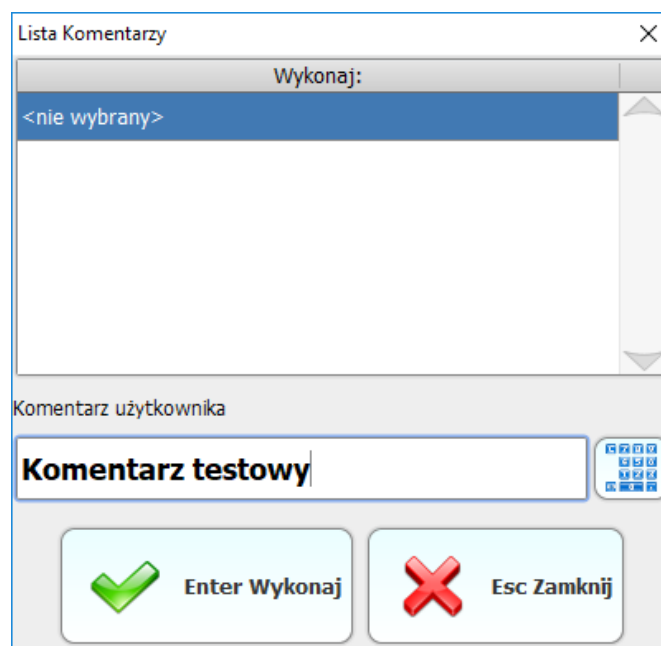 Lista Komentarzy
Wykonaj:
<nie wybrany>
Komentarz użytkownika
Komentarz testowy
Enter Wykonaj
Esc Zamknij